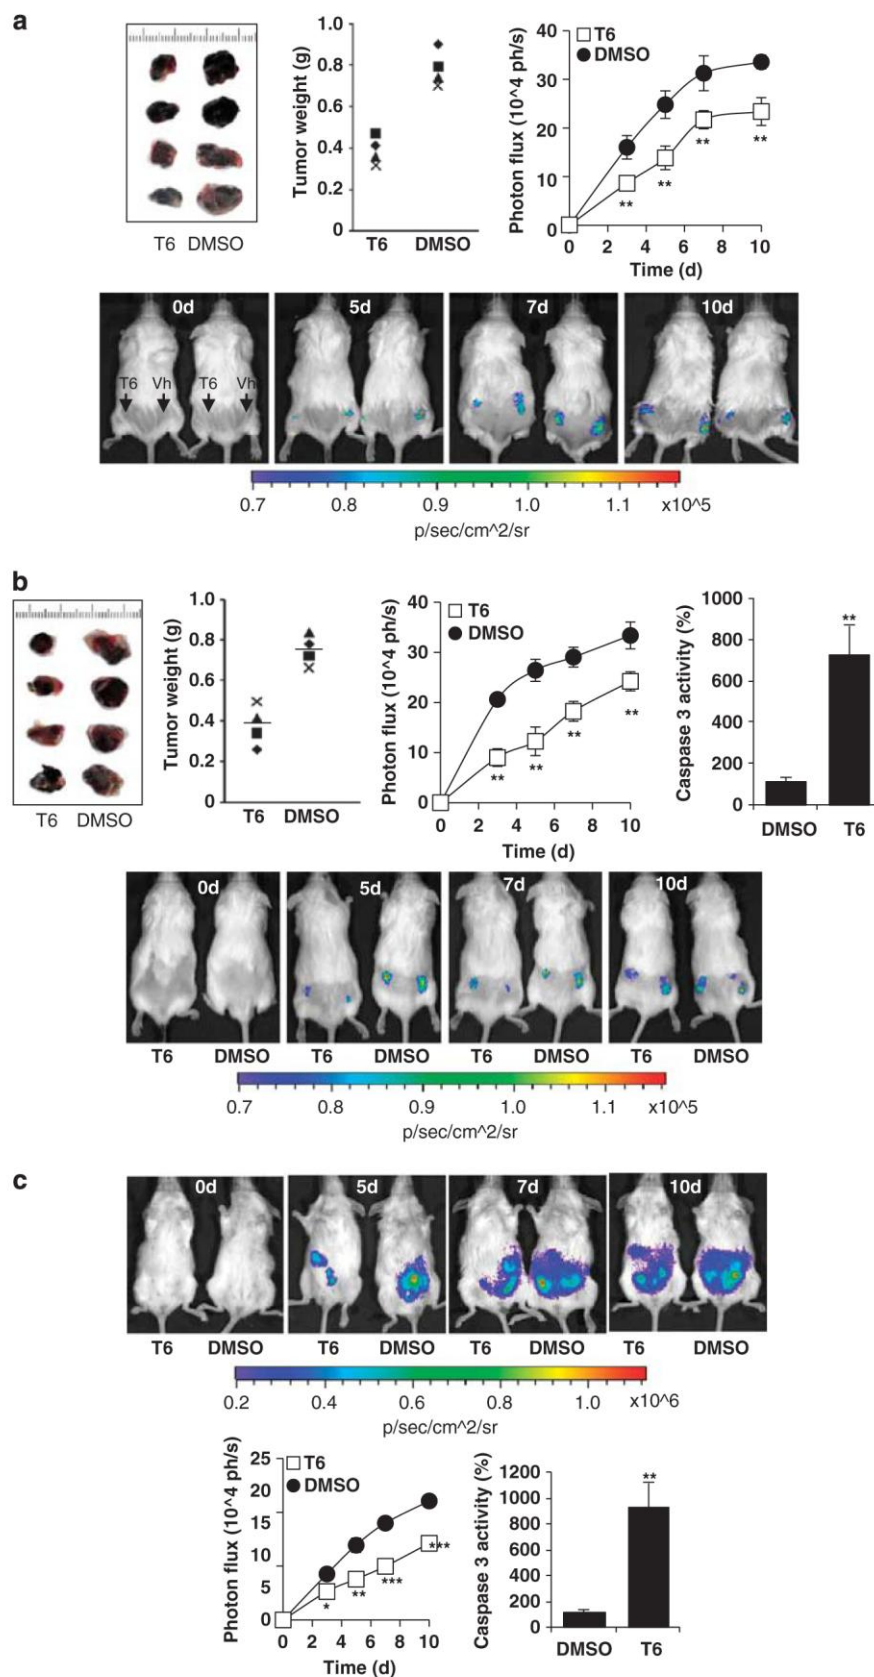 a
T6 DMSO
Tumor weight (g)
1.0
0.8
0.6
0.4
0.2
0
T6 DMSO
Photon flux (10^4 ph/s)
40
30
20
10
0
T6
DMSO
**
**
**
**
0 2 4 6 8 10
Time (d)
0d 5d 7d 10d
T6 Vh T6 Vh
0.7 0.8 0.9 1.0 1.1 x10^5
p/sec/cm^2/sr
b
T6 DMSO
Tumor weight (g)
1.0
0.8
0.6
0.4
0.2
0
T6 DMSO
Photon flux (10^4 ph/s)
40
30
20
10
0
T6
DMSO
**
**
**
**
0 2 4 6 8 10
Time (d)
Caspase 3 activity (%)
1000
800
600
400
200
0
**
DMSO T6
0d 5d 7d 10d
T6 DMSO T6 DMSO T6 DMSO T6 DMSO
0.7 0.8 0.9 1.0 1.1 x10^5
p/sec/cm^2/sr
c
0d 5d 7d 10d
T6 DMSO T6 DMSO T6 DMSO T6 DMSO
0.2 0.4 0.6 0.8 1.0 x10^6
p/sec/cm^2/sr
Photon flux (10^4 ph/s)
25
20
15
10
5
0
T6
DMSO
*
**
***
***
0 2 4 6 8 10
Time (d)
Caspase 3 activity (%)
1200
1000
800
600
400
200
0
**
DMSO T6